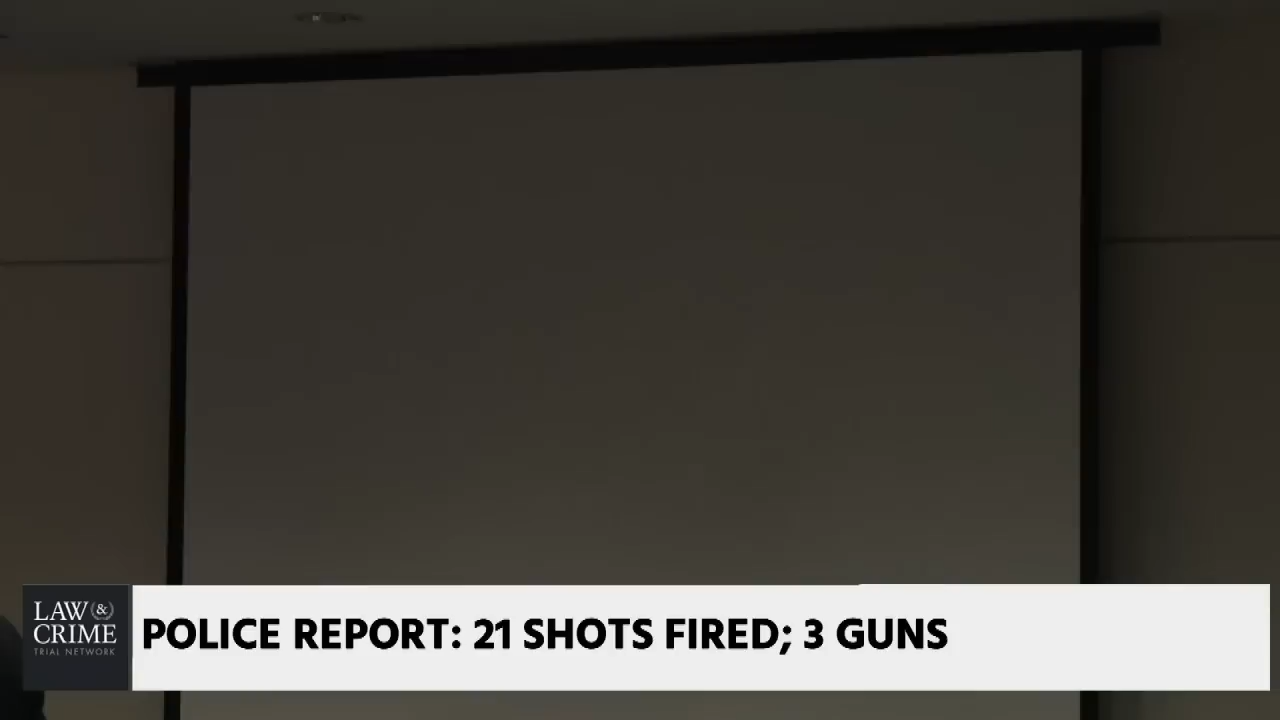 LAW &
CRIME
TRIAL NETWORK
POLICE REPORT: 21 SHOTS FIRED; 3 GUNS